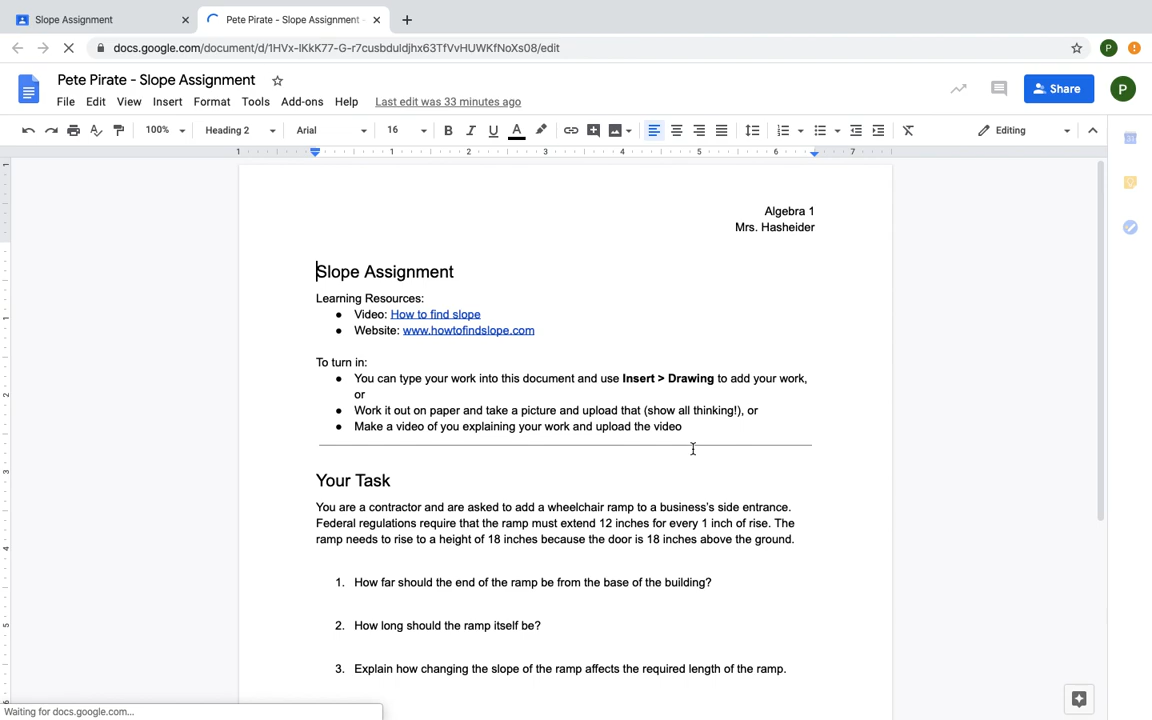 Slope Assignment
Pete Pirate - Slope Assignment -
docs.google.com/document/d/1HVx-lKkK77-G-r7cusbduldjhx63TfVvHUWKfNoXs08/edit
P
Pete Pirate - Slope Assignment
File Edit View Insert Format Tools Add-ons Help Last edit was 33 minutes ago
Share
P
100% Heading 2 Arial 16 B I U A Editing
1 1 2 3 4 5 6 7
Algebra 1
Mrs. Hasheider
Slope Assignment
Learning Resources:
● Video: How to find slope
● Website: www.howtofindslope.com
To turn in:
● You can type your work into this document and use Insert > Drawing to add your work,
or
● Work it out on paper and take a picture and upload that (show all thinking!), or
● Make a video of you explaining your work and upload the video
Your Task
You are a contractor and are asked to add a wheelchair ramp to a business's side entrance.
Federal regulations require that the ramp must extend 12 inches for every 1 inch of rise. The
ramp needs to rise to a height of 18 inches because the door is 18 inches above the ground.
1. How far should the end of the ramp be from the base of the building?
2. How long should the ramp itself be?
3. Explain how changing the slope of the ramp affects the required length of the ramp.
Waiting for docs.google.com...